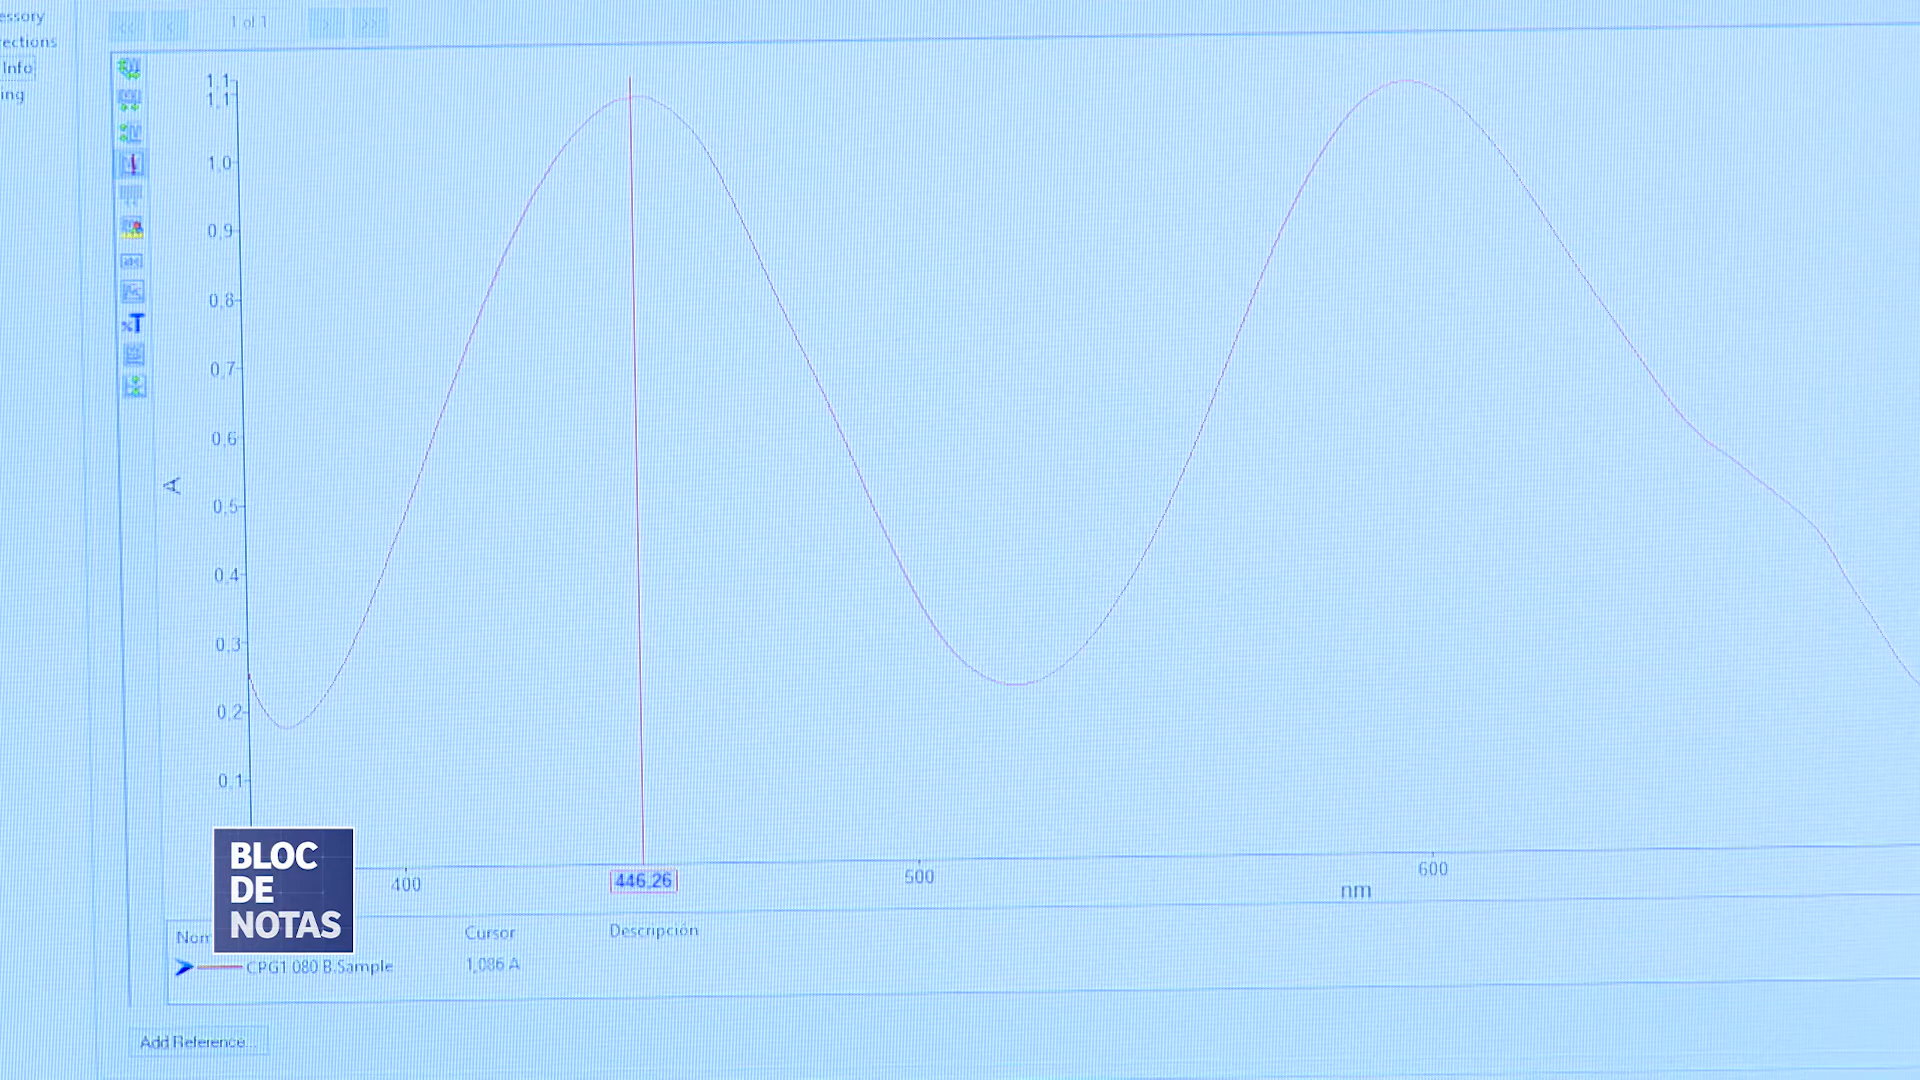 essory
rections
Info
ing
1 of 1
1,1
1,1
1,0
0,9
0,8
0,7
0,6
0,5
0,4
0,3
0,2
0,1
A
%T
400
446,26
500
600
nm
BLOC
DE
NOTAS
Nom
Cursor
Descripción
CPG1 080 B.Sample
1,086 A
Add Reference...